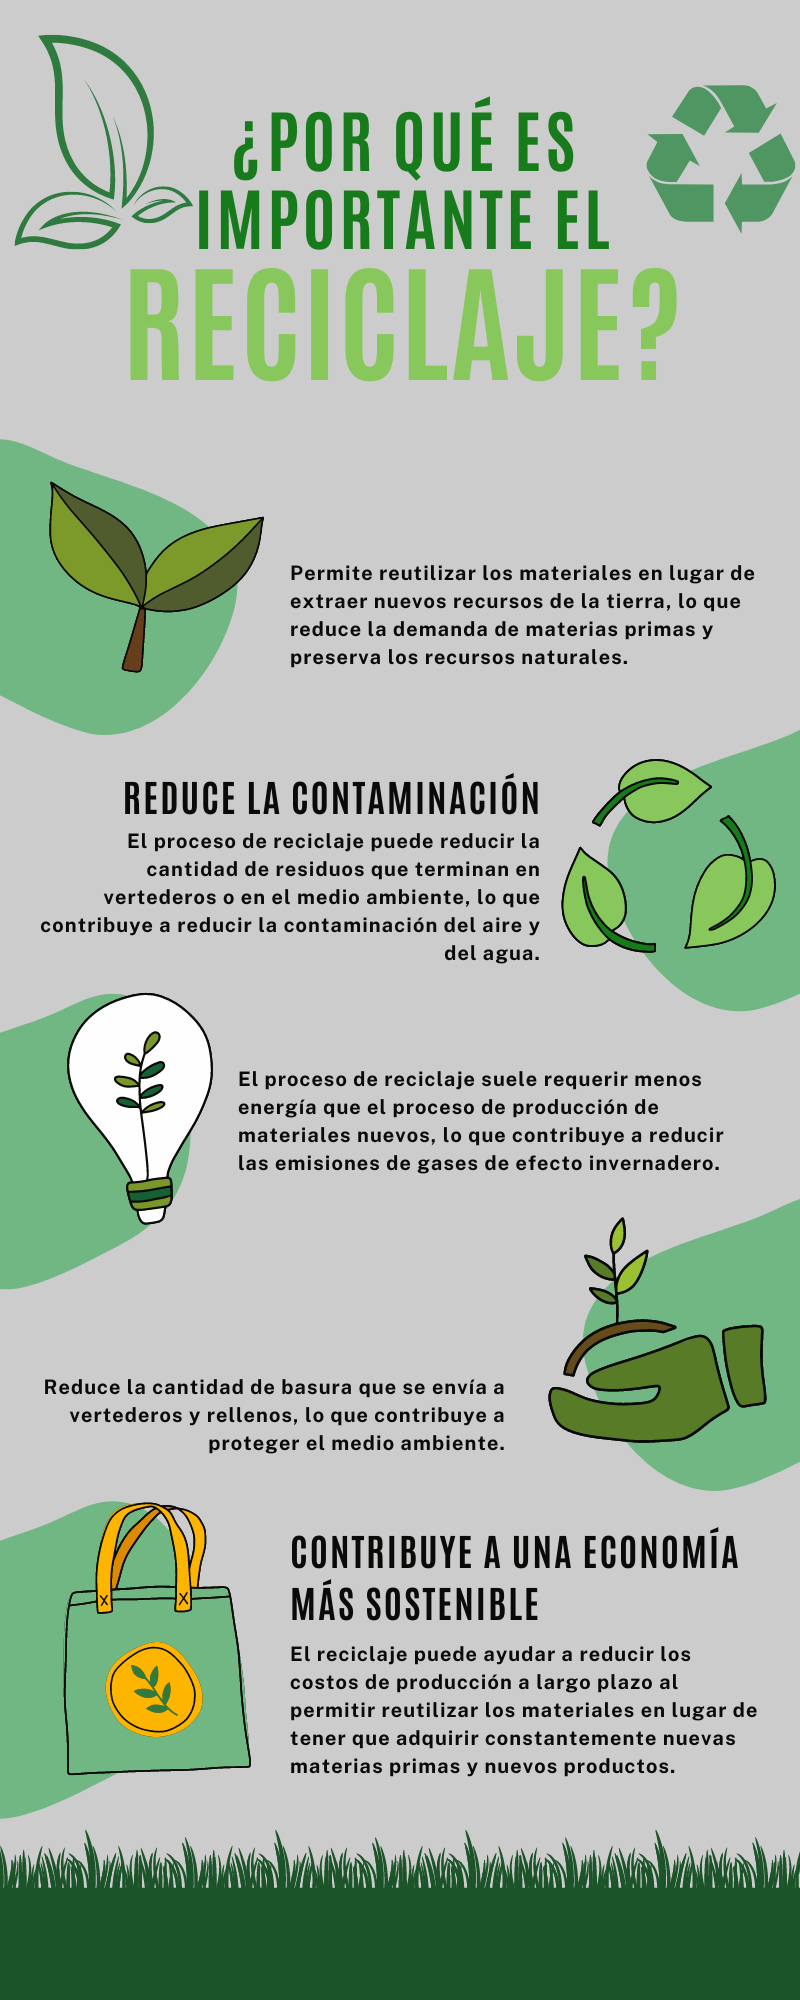 ¿POR QUÉ ES
IMPORTANTE EL
RECICLAJE?
Permite reutilizar los materiales en lugar de
extraer nuevos recursos de la tierra, lo que
reduce la demanda de materias primas y
preserva los recursos naturales.
REDUCE LA CONTAMINACIÓN
El proceso de reciclaje puede reducir la
cantidad de residuos que terminan en
vertederos o en el medio ambiente, lo que
contribuye a reducir la contaminación del aire y
del agua.
El proceso de reciclaje suele requerir menos
energía que el proceso de producción de
materiales nuevos, lo que contribuye a reducir
las emisiones de gases de efecto invernadero.
Reduce la cantidad de basura que se envía a
vertederos y rellenos, lo que contribuye a
proteger el medio ambiente.
CONTRIBUYE A UNA ECONOMÍA
MÁS SOSTENIBLE
El reciclaje puede ayudar a reducir los
costos de producción a largo plazo al
permitir reutilizar los materiales en lugar de
tener que adquirir constantemente nuevas
materias primas y nuevos productos.